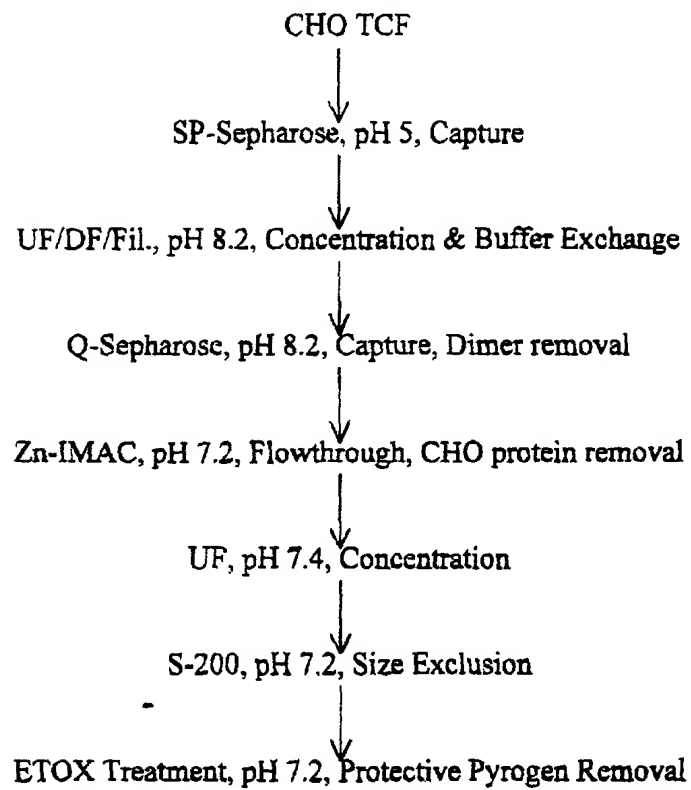 CHO TCF
SP-Sepharose, pH 5, Capture
UF/DF/Fil., pH 8.2, Concentration & Buffer Exchange
Q-Sepharose, pH 8.2, Capture, Dimer removal
Zn-IMAC, pH 7.2, Flowthrough, CHO protein removal
UF, pH 7.4, Concentration
S-200, pH 7.2, Size Exclusion
ETOX Treatment, pH 7.2, Protective Pyrogen Removal